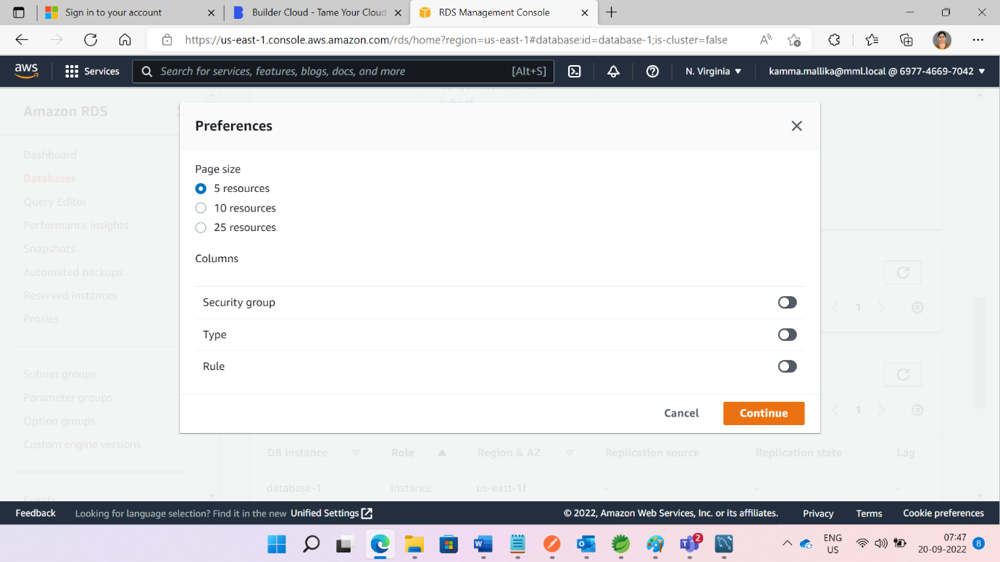 Sign in to your account
Builder Cloud - Tame Your Cloud
RDS Management Console
https://us-east-1.console.aws.amazon.com/rds/home?region=us-east-1#database:id=database-1;is-cluster=false
aws
Services
Search for services, features, blogs, docs, and more
[Alt+S]
N. Virginia
kamma.mallika@mml.local @ 6977-4669-7042
Amazon RDS
Dashboard
Databases
Query Editor
Performance insights
Snapshots
Automated backups
Reserved instances
Proxies
Subnet groups
Parameter groups
Option groups
Custom engine versions
Events
Preferences
Page size
5 resources
10 resources
25 resources
Columns
Security group
Type
Rule
Cancel
Continue
1
1
DB instance
Role
Region & AZ
Replication source
Replication state
Lag
database-1
Instance
us-east-1f
-
-
-
Feedback
Looking for language selection? Find it in the new Unified Settings
© 2022, Amazon Web Services, Inc. or its affiliates.
Privacy
Terms
Cookie preferences
2
ENG
US
07:47
20-09-2022
8